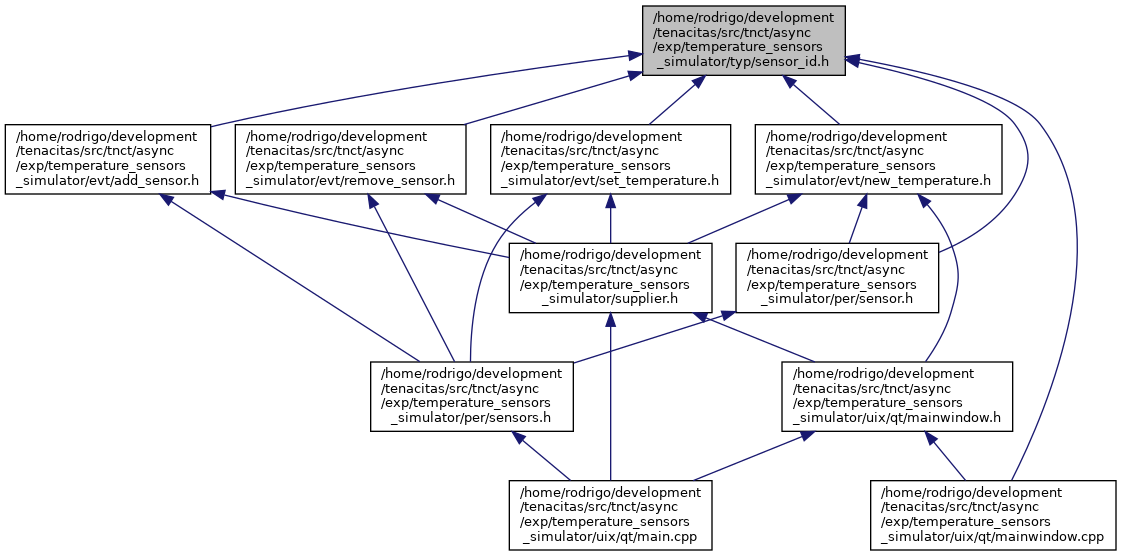 /home/rodrigo/development
/tenacitas/src/tnct/async
/exp/temperature_sensors
_simulator/typ/sensor_id.h
/home/rodrigo/development
/tenacitas/src/tnct/async
/exp/temperature_sensors
_simulator/evt/add_sensor.h
/home/rodrigo/development
/tenacitas/src/tnct/async
/exp/temperature_sensors
_simulator/evt/remove_sensor.h
/home/rodrigo/development
/tenacitas/src/tnct/async
/exp/temperature_sensors
_simulator/evt/set_temperature.h
/home/rodrigo/development
/tenacitas/src/tnct/async
/exp/temperature_sensors
_simulator/evt/new_temperature.h
/home/rodrigo/development
/tenacitas/src/tnct/async
/exp/temperature_sensors
_simulator/supplier.h
/home/rodrigo/development
/tenacitas/src/tnct/async
/exp/temperature_sensors
_simulator/per/sensor.h
/home/rodrigo/development
/tenacitas/src/tnct/async
/exp/temperature_sensors
_simulator/per/sensors.h
/home/rodrigo/development
/tenacitas/src/tnct/async
/exp/temperature_sensors
_simulator/uix/qt/mainwindow.h
/home/rodrigo/development
/tenacitas/src/tnct/async
/exp/temperature_sensors
_simulator/uix/qt/main.cpp
/home/rodrigo/development
/tenacitas/src/tnct/async
/exp/temperature_sensors
_simulator/uix/qt/mainwindow.cpp